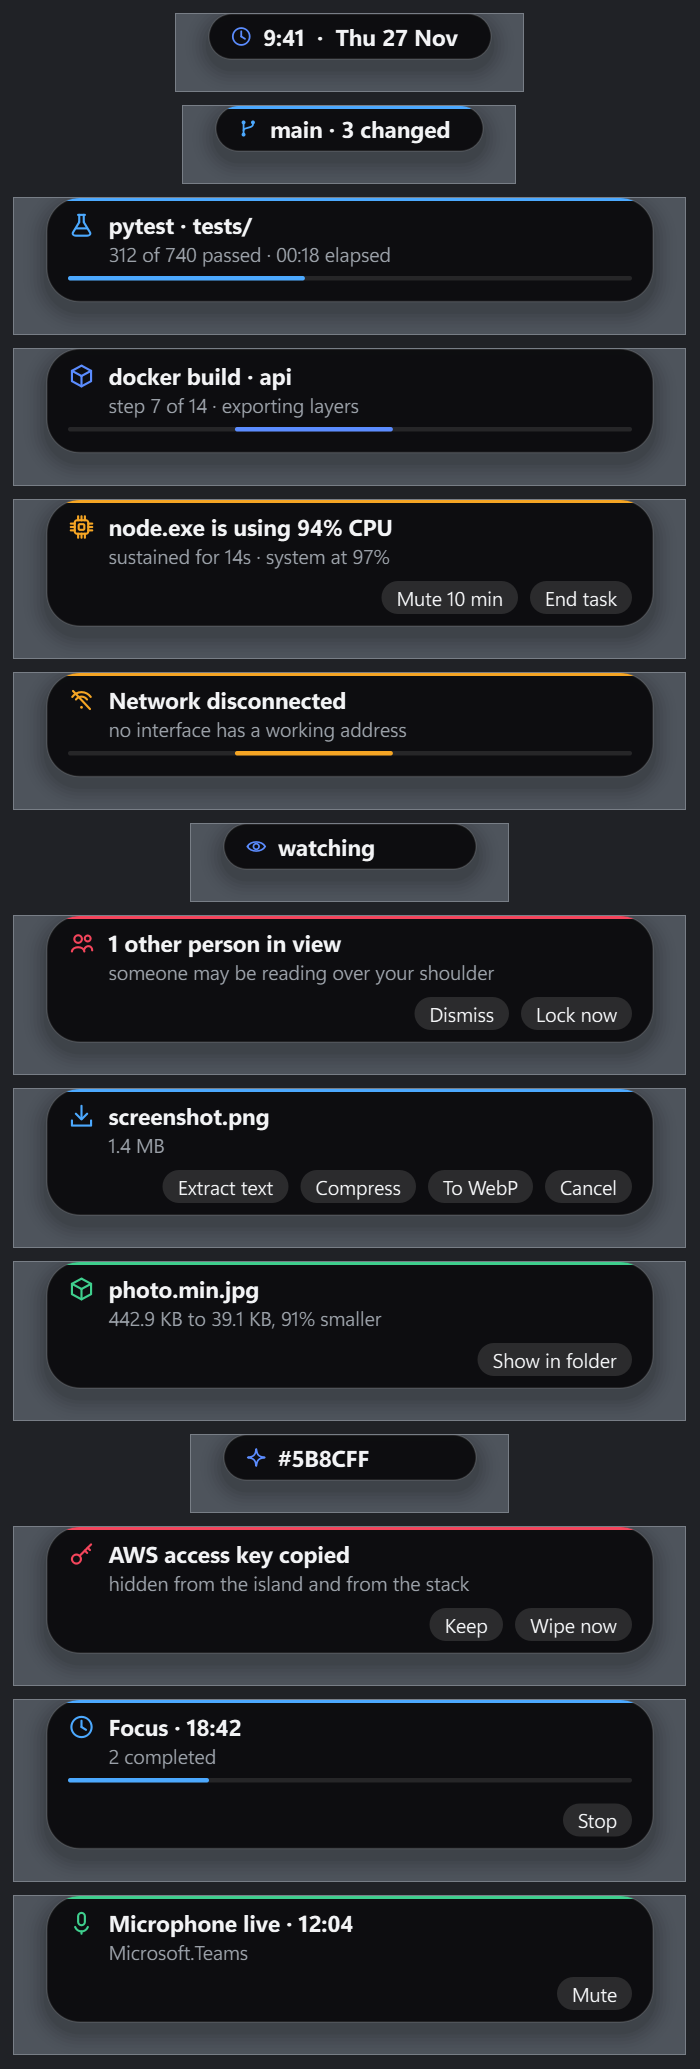 9:41 · Thu 27 Nov
main · 3 changed
pytest · tests/
312 of 740 passed · 00:18 elapsed
docker build · api
step 7 of 14 · exporting layers
node.exe is using 94% CPU
sustained for 14s · system at 97%
Mute 10 min End task
Network disconnected
no interface has a working address
watching
1 other person in view
someone may be reading over your shoulder
Dismiss Lock now
screenshot.png
1.4 MB
Extract text Compress To WebP Cancel
photo.min.jpg
442.9 KB to 39.1 KB, 91% smaller
Show in folder
#5B8CFF
AWS access key copied
hidden from the island and from the stack
Keep Wipe now
Focus · 18:42
2 completed
Stop
Microphone live · 12:04
Microsoft.Teams
Mute